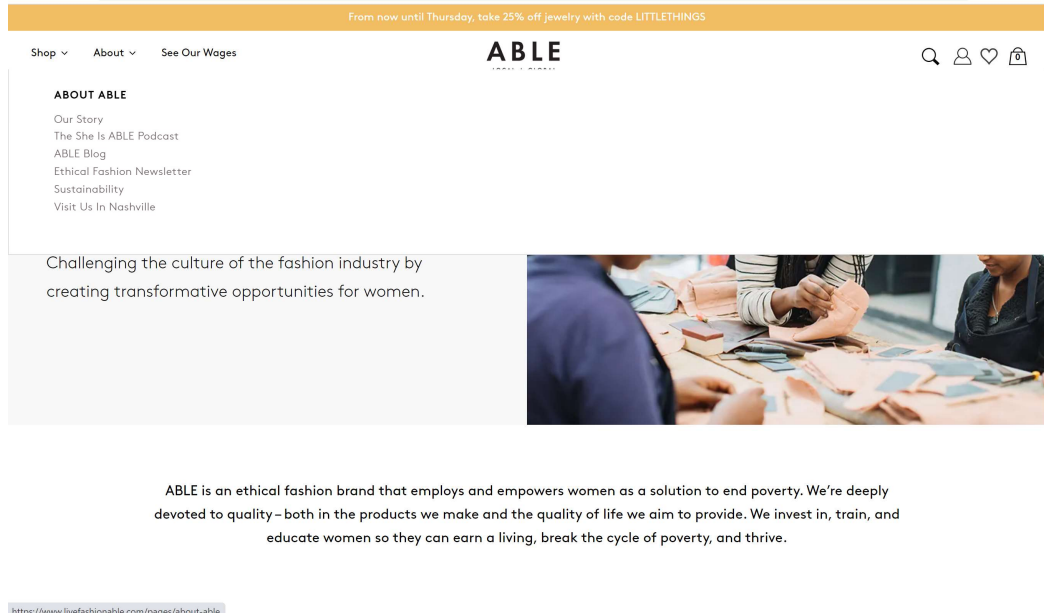 From now until Thursday, take 25% off jewelry with code LITTLETHINGS
Shop About See Our Wages
ABLE
0
ABOUT ABLE
Our Story
The She Is ABLE Podcast
ABLE Blog
Ethical Fashion Newsletter
Sustainability
Visit Us In Nashville
Challenging the culture of the fashion industry by
creating transformative opportunities for women.
ABLE is an ethical fashion brand that employs and empowers women as a solution to end poverty. We’re deeply
devoted to quality – both in the products we make and the quality of life we aim to provide. We invest in, train, and
educate women so they can earn a living, break the cycle of poverty, and thrive.
https://www.livefashionable.com/pages/about-able